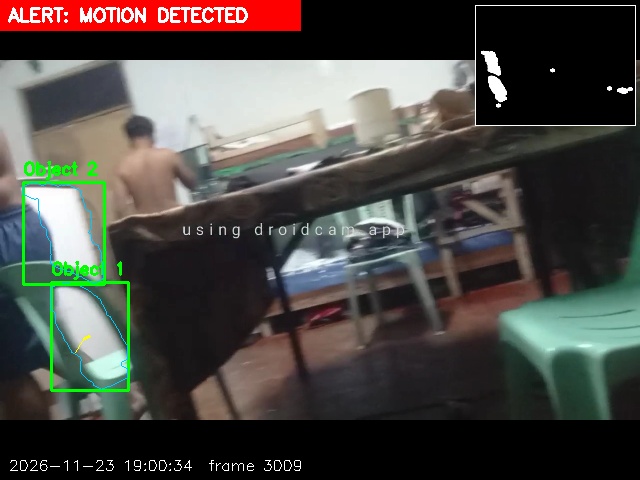 ALERT: MOTION DETECTED
Object 2
using droidcam app
Object 1
2026-11-23 19:00:34 frame 3009